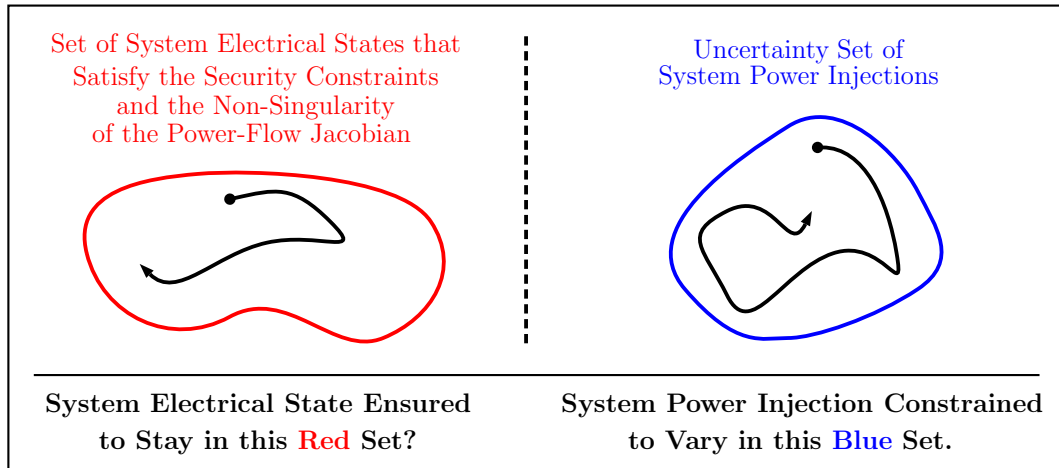 Set of System Electrical States that
Satisfy the Security Constraints
and the Non-Singularity
of the Power-Flow Jacobian
Uncertainty Set of
System Power Injections
System Electrical State Ensured
to Stay in this Red Set?
System Power Injection Constrained
to Vary in this Blue Set.